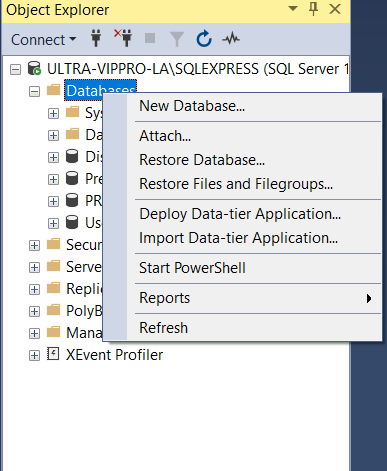 Object Explorer
Connect
ULTRA-VIPPRO-LA\SQLEXPRESS (SQL Server 1
Databases
New Database...
Sys
Attach...
Da
Restore Database...
Dis
Restore Files and Filegroups...
Pre
PR
Deploy Data-tier Application...
Use
Import Data-tier Application...
Secur
Server
Start PowerShell
Replic
Reports
PolyB
Mana
Refresh
XEvent Profiler